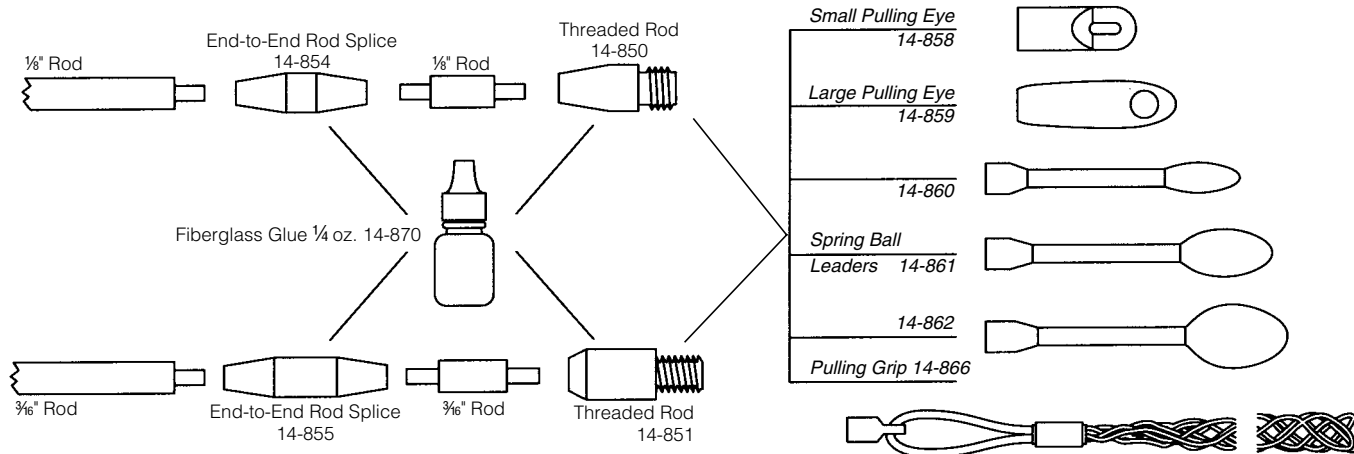 ⅛" Rod
End-to-End Rod Splice
14-854
⅛" Rod
Threaded Rod
14-850
Small Pulling Eye
14-858
Large Pulling Eye
14-859
14-860
Spring Ball
Leaders 14-861
14-862
Pulling Grip 14-866
Fiberglass Glue ¼ oz. 14-870
³⁄₁₆" Rod
End-to-End Rod Splice
14-855
³⁄₁₆" Rod
Threaded Rod
14-851